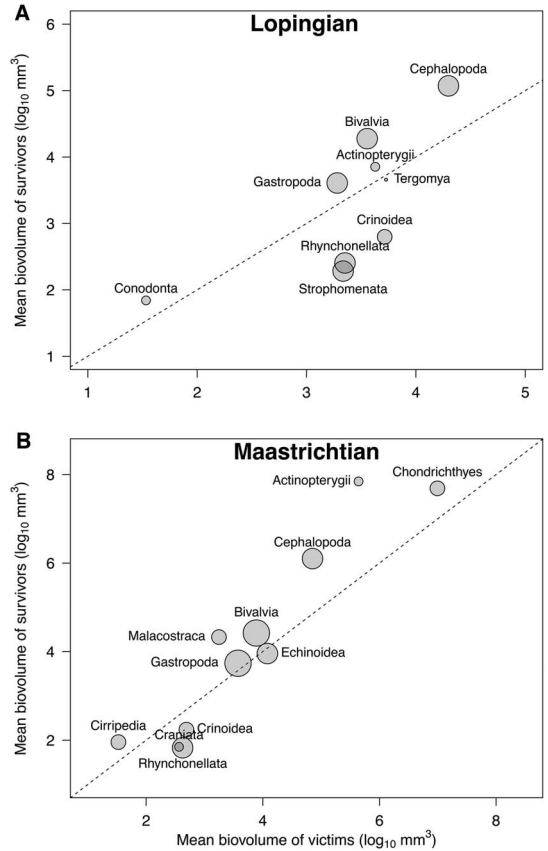 A
Lopingian
Mean biovolume of survivors (log10 mm3)
6
5
4
3
2
1
Cephalopoda
Bivalvia
Actinopterygii
Gastropoda
Tergomya
Crinoidea
Rhynchonellata
Strophomenata
Conodonta
1 2 3 4 5
B
Maastrichtian
Mean biovolume of survivors (log10 mm3)
8
6
4
2
Actinopterygii
Chondrichthyes
Cephalopoda
Bivalvia
Malacostraca
Echinoidea
Gastropoda
Cirripedia
Crinoidea
Craniata
Rhynchonellata
2 4 6 8
Mean biovolume of victims (log10 mm3)